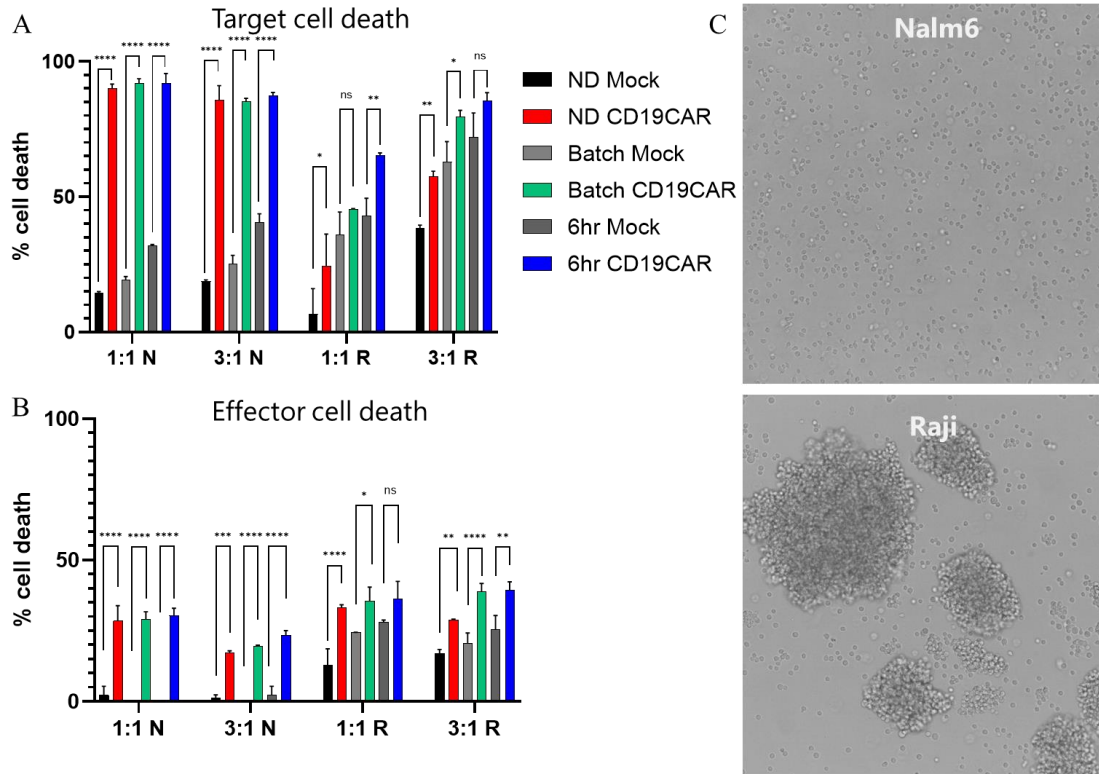 A
Target cell death
**** **** ****
**** **** ****
* ns **
** * ns
% cell death
100
50
0
1:1 N
3:1 N
1:1 R
3:1 R
ND Mock
ND CD19CAR
Batch Mock
Batch CD19CAR
6hr Mock
6hr CD19CAR
B
Effector cell death
**** **** ****
*** **** ****
**** * ns
** **** **
% cell death
100
50
0
1:1 N
3:1 N
1:1 R
3:1 R
C
Nalm6
Raji